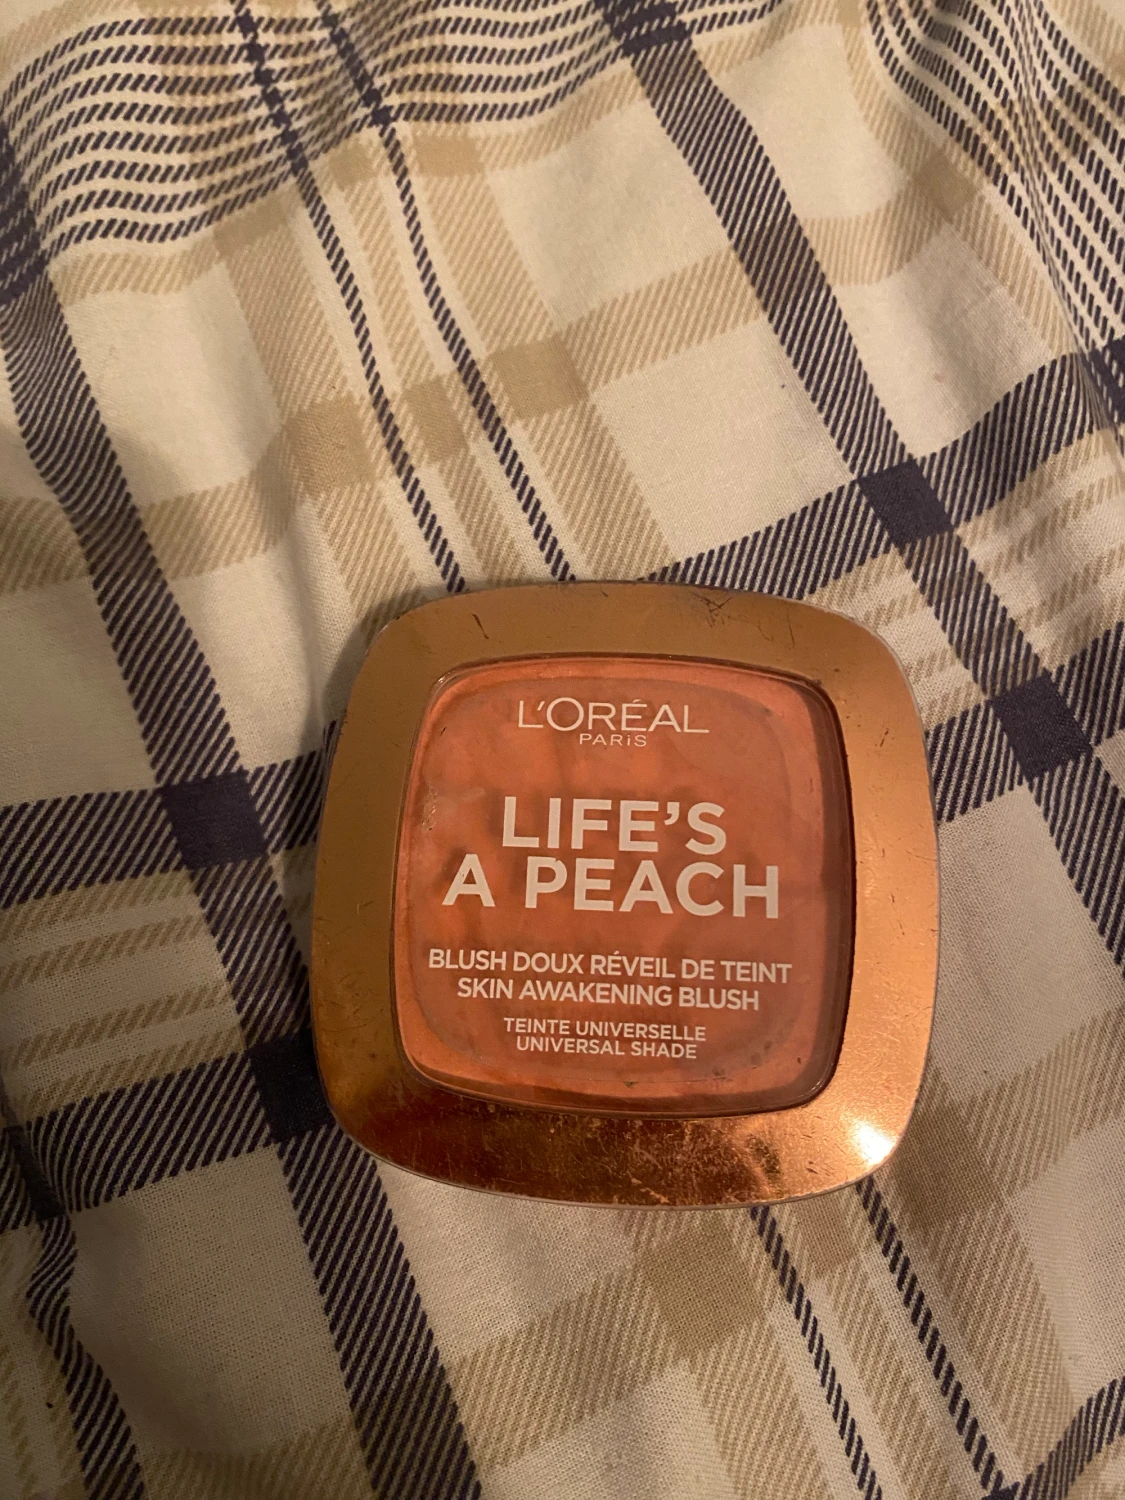 L'ORÉAL
PARIS
LIFE'S
A PEACH
BLUSH DOUX RÉVEIL DE TEINT
SKIN AWAKENING BLUSH
TEINTE UNIVERSELLE
UNIVERSAL SHADE